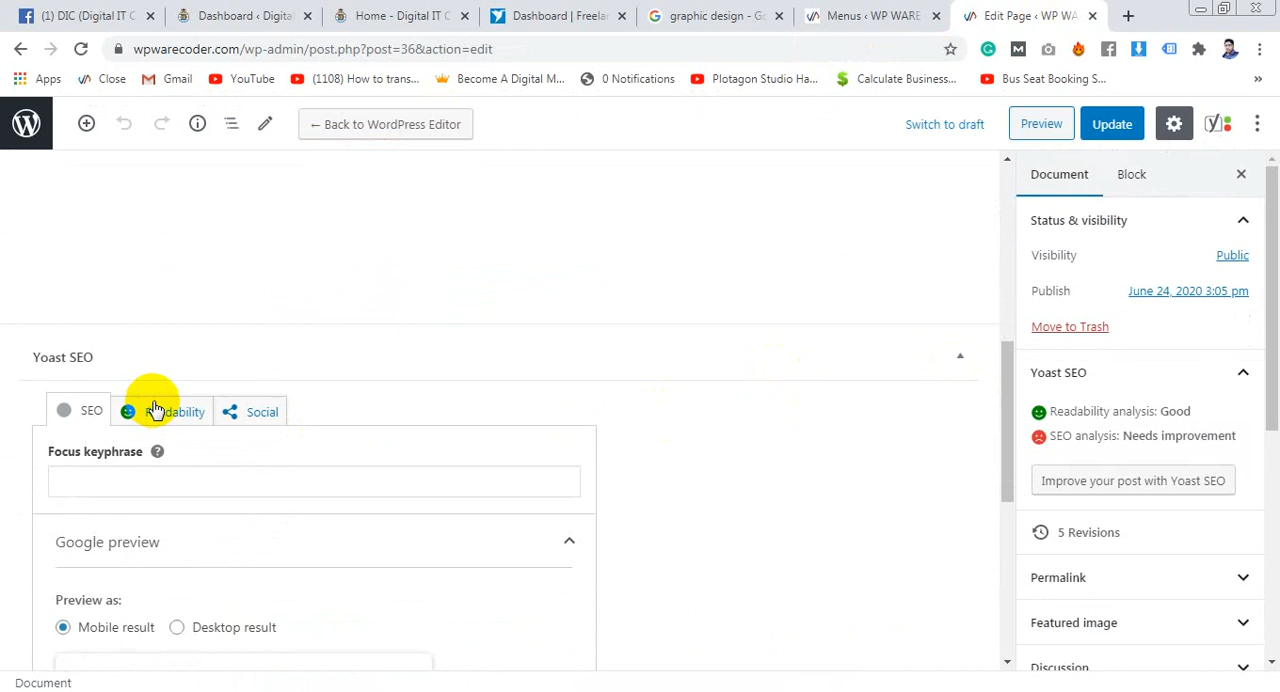 (1) DIC (Digital IT C
Dashboard ‹ Digita
Home - Digital IT C
Dashboard | Freelan
graphic design - Go
Menus ‹ WP WARE
Edit Page ‹ WP WA
wpwarecoder.com/wp-admin/post.php?post=36&action=edit
Apps
Close
Gmail
YouTube
(1108) How to trans...
Become A Digital M...
0 Notifications
Plotagon Studio Ha...
Calculate Business...
Bus Seat Booking S...
»
← Back to WordPress Editor
Switch to draft
Preview
Update
Document
Block
Status & visibility
Visibility
Public
Publish
June 24, 2020 3:05 pm
Move to Trash
Yoast SEO
Readability analysis: Good
SEO analysis: Needs improvement
Improve your post with Yoast SEO
5 Revisions
Permalink
Featured image
Discussion
Yoast SEO
SEO
Readability
Social
Focus keyphrase
Google preview
Preview as:
Mobile result
Desktop result
Document